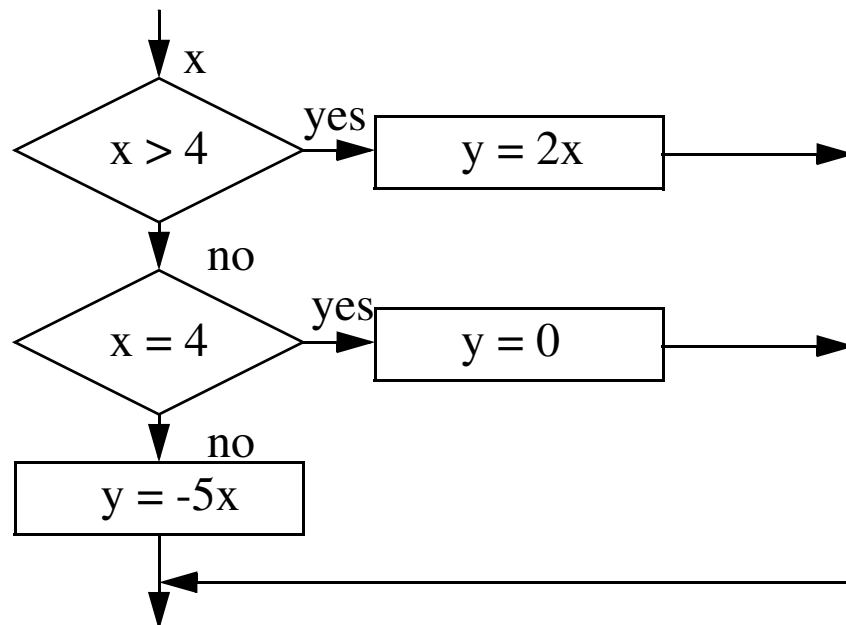 x
x > 4
yes
y = 2x
no
x = 4
yes
y = 0
no
y = -5x